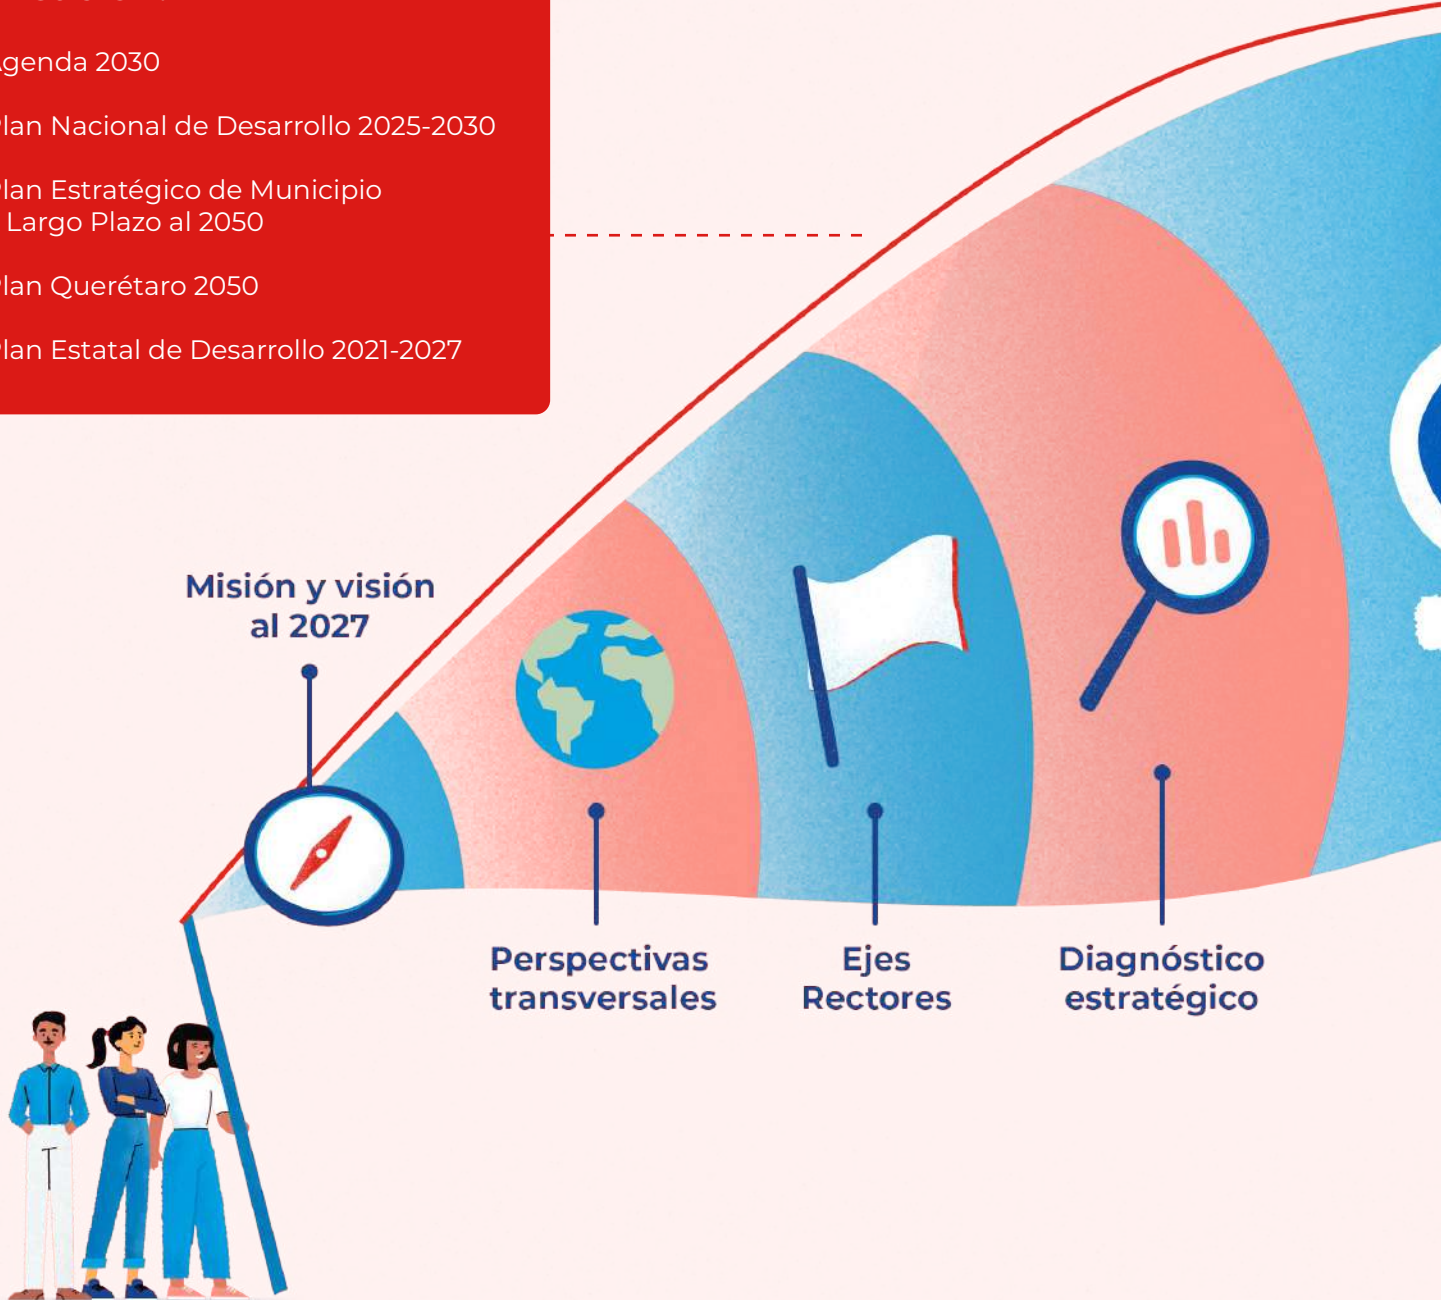 genda 2030
lan Nacional de Desarrollo 2025-2030
lan Estratégico de Municipio
Largo Plazo al 2050
lan Querétaro 2050
lan Estatal de Desarrollo 2021-2027
Misión y visión
al 2027
Perspectivas
transversales
Ejes
Rectores
Diagnóstico
estratégico